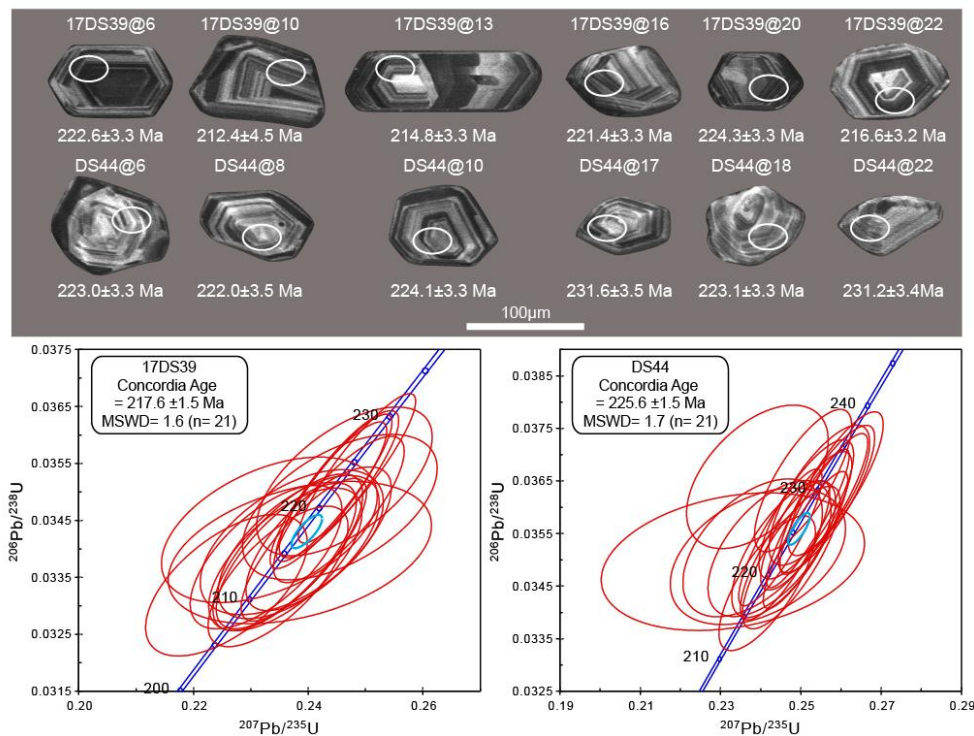 17DS39@6 17DS39@10 17DS39@13 17DS39@16 17DS39@20 17DS39@22
222.6±3.3 Ma 212.4±4.5 Ma 214.8±3.3 Ma 221.4±3.3 Ma 224.3±3.3 Ma 216.6±3.2 Ma
DS44@6 DS44@8 DS44@10 DS44@17 DS44@18 DS44@22
223.0±3.3 Ma 222.0±3.5 Ma 224.1±3.3 Ma 231.6±3.5 Ma 223.1±3.3 Ma 231.2±3.4Ma
100μm
17DS39
Concordia Age
= 217.6 ±1.5 Ma
MSWD= 1.6 (n= 21)
0.0375
0.0365
0.0355
0.0345
0.0335
0.0325
0.0315
²⁰⁶Pb/²³⁸U
230
220
210
200
0.20 0.22 0.24 0.26
²⁰⁷Pb/²³⁵U
DS44
Concordia Age
= 225.6 ±1.5 Ma
MSWD= 1.7 (n= 21)
0.0385
0.0375
0.0365
0.0355
0.0345
0.0335
0.0325
²⁰⁶Pb/²³⁸U
240
230
220
210
0.19 0.21 0.23 0.25 0.27 0.29
²⁰⁷Pb/²³⁵U